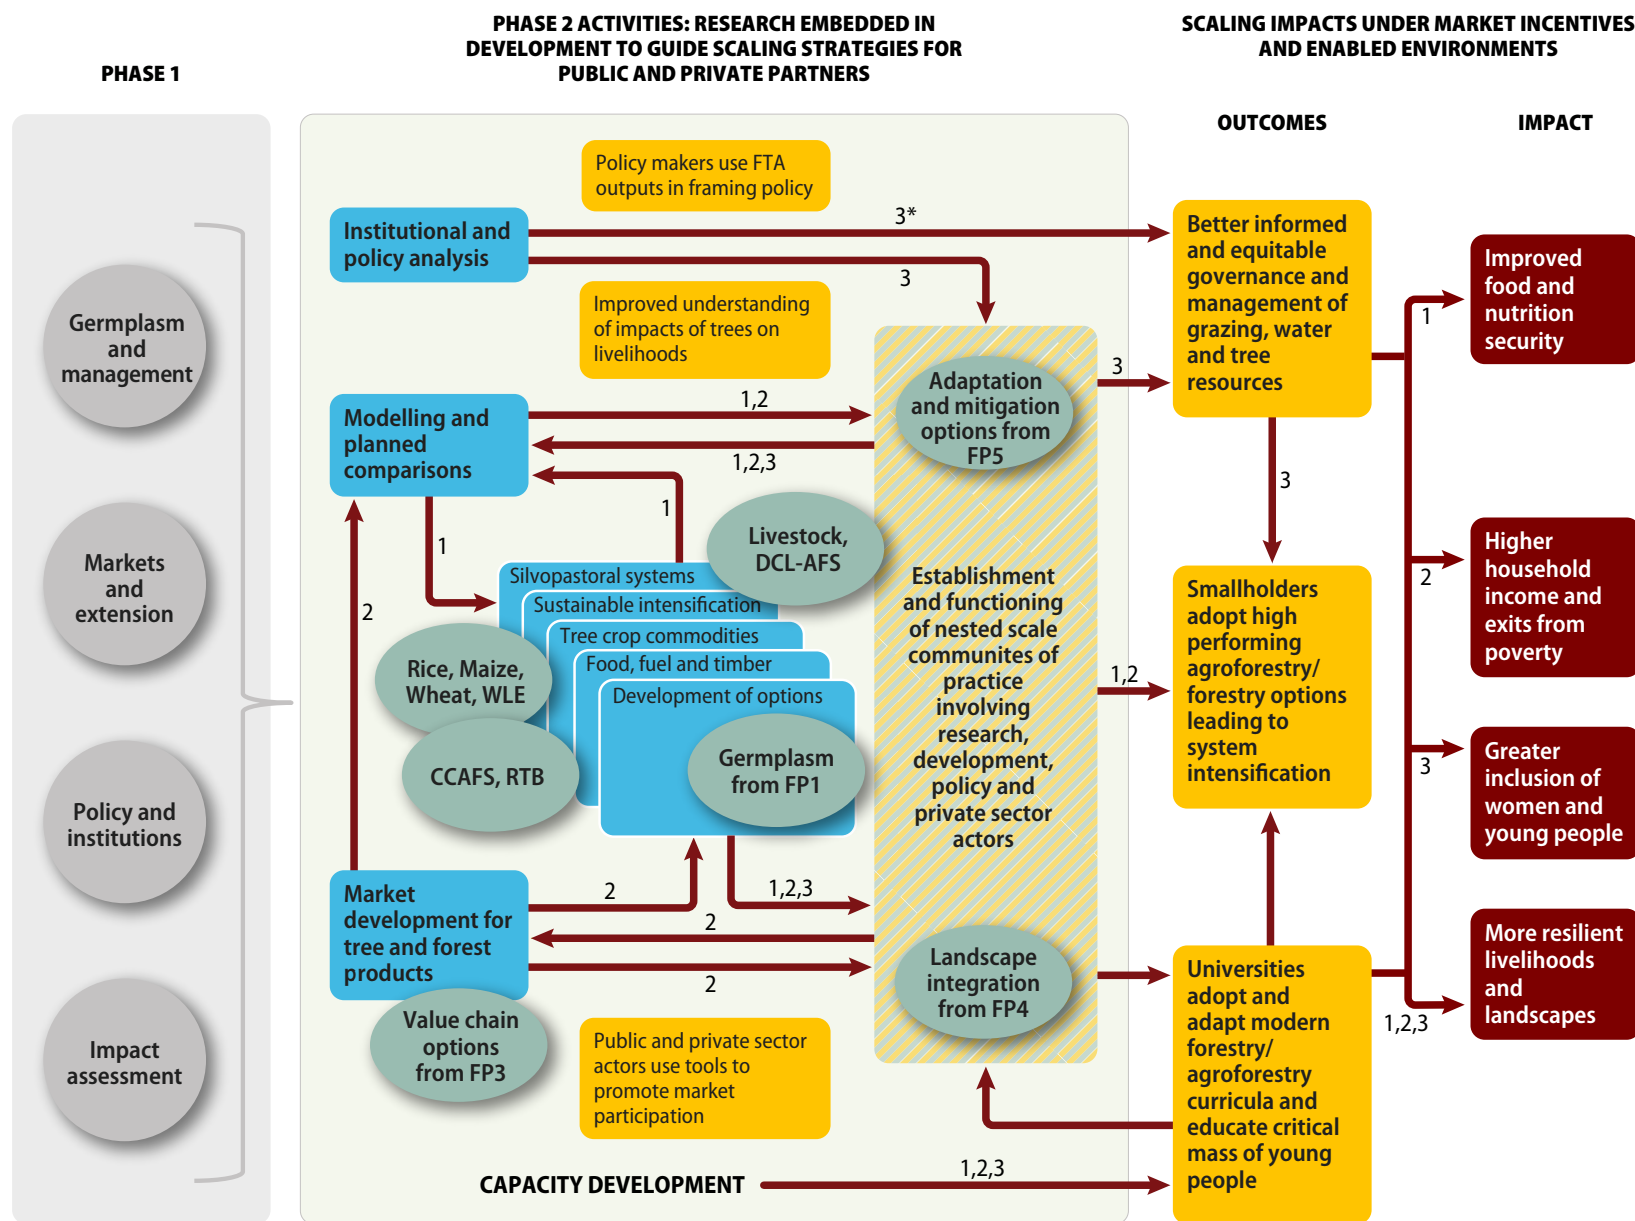 PHASE 1
PHASE 2 ACTIVITIES: RESEARCH EMBEDDED IN
DEVELOPMENT TO GUIDE SCALING STRATEGIES FOR
PUBLIC AND PRIVATE PARTNERS
SCALING IMPACTS UNDER MARKET INCENTIVES
AND ENABLED ENVIRONMENTS
OUTCOMES
IMPACT
Germplasm
and
management
Markets
and
extension
Policy and
institutions
Impact
assessment
Policy makers use FTA
outputs in framing policy
Institutional and
policy analysis
3*
3
Improved understanding
of impacts of trees on
livelihoods
Modelling and
planned
comparisons
1,2
1,2,3
1
1
2
Livestock,
DCL-AFS
Silvopastoral systems
Sustainable intensification
Tree crop commodities
Food, fuel and timber
Development of options
Rice, Maize,
Wheat, WLE
CCAFS, RTB
Germplasm
from FP1
Market
development for
tree and forest
products
2
1,2,3
2
2
Value chain
options
from FP3
Public and private sector
actors use tools to
promote market
participation
CAPACITY DEVELOPMENT
1,2,3
Adaptation
and mitigation
options from
FP5
Establishment
and functioning
of nested scale
communites of
practice
involving
research,
development,
policy and
private sector
actors
Landscape
integration
from FP4
3
1,2
Better informed
and equitable
governance and
management of
grazing, water
and tree
resources
3
Smallholders
adopt high
performing
agroforestry/
forestry options
leading to
system
intensification
Universities
adopt and
adapt modern
forestry/
agroforestry
curricula and
educate critical
mass of young
people
1
2
3
1,2,3
Improved
food and
nutrition
security
Higher
household
income and
exits from
poverty
Greater
inclusion of
women and
young people
More resilient
livelihoods
and
landscapes